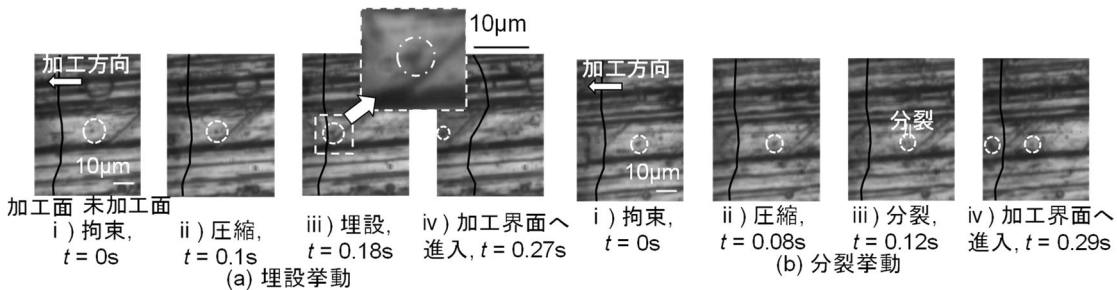 加工方向
10μm
加工面 未加工面
i ) 拘束,
t = 0s
ii ) 圧縮,
t = 0.1s
10μm
iii ) 埋設,
t = 0.18s
iv ) 加工界面へ
進入, t = 0.27s
(a) 埋設挙動
加工方向
10μm
i ) 拘束,
t = 0s
ii ) 圧縮,
t = 0.08s
分裂
iii ) 分裂,
t = 0.12s
iv ) 加工界面へ
進入, t = 0.29s
(b) 分裂挙動